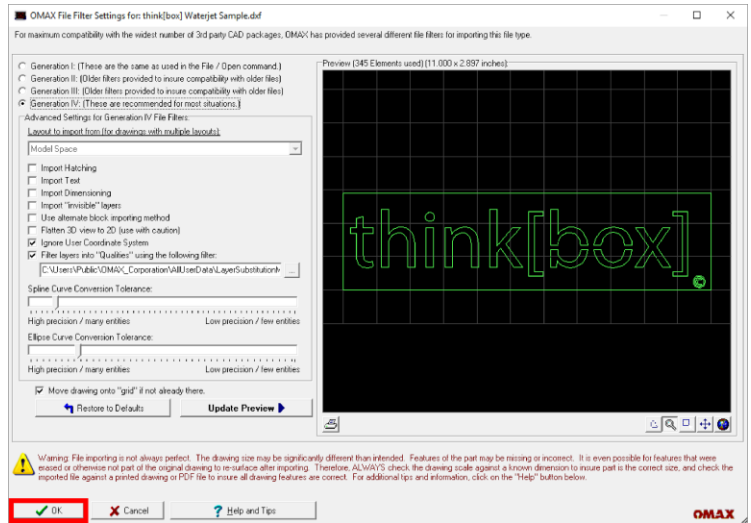 OMAX File Filter Settings for: think[box] Waterjet Sample.dxf
For maximum compatibility with the widest number of 3rd party CAD packages, OMAX has provided several different file filters for importing this file type.
Generation I: (These are the same as used in the File / Open command.)
Generation II: (Older filters provided to insure compatibility with older files)
Generation III: (Older filters provided to insure compatibility with older files)
Generation IV: (These are recommended for most situations.)
Advanced Settings for Generation IV File Filters:
Layout to import from (for drawings with multiple layouts):
Model Space
Import Hatching
Import Text
Import Dimensioning
Import "invisible" layers
Use alternate block importing method
Flatten 3D view to 2D (use with caution)
Ignore User Coordinate System
Filter layers into "Qualities" using the following filter:
C:\Users\Public\OMAX_Corporation\AllUserData\LayerSubstitutionN
...
Spline Curve Conversion Tolerance:
High precision / many entities
Low precision / few entities
Ellipse Curve Conversion Tolerance:
High precision / many entities
Low precision / few entities
Move drawing onto "grid" if not already there.
Restore to Defaults
Update Preview
Preview (345 Elements used) (11.000 x 2.897 inches)
think[box]
Warning: File importing is not always perfect. The drawing size may be significantly different than intended. Features of the part may be missing or incorrect. It is even possible for features that were
erased or otherwise not part of the original drawing to re-surface after importing. Therefore, ALWAYS check the drawing scale against a known dimension to insure part is the correct size, and check the
imported file against a printed drawing or PDF file to insure all drawing features are correct. For additional tips and information, click on the "Help" button below.
OK
Cancel
Help and Tips
OMAX